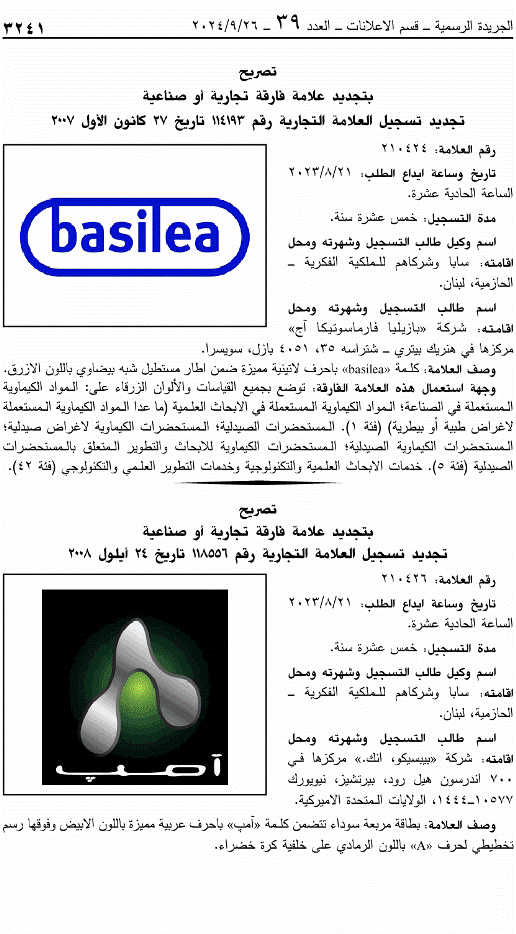 الجريدة الرسمية ــ قسم الاعلانات ــ العدد ٣٩ ــ ٢٠٢٤/٩/٢٦
٣٢٤١
تصريح
بتجديد علامة فارقة تجارية أو صناعية
تجديد تسجيل العلامة التجارية رقم ١١٤١٩٣ تاريخ ٢٧ كانون الأول ٢٠٠٧
رقم العلامة: ٢١٠٤٢٤
تاريخ وساعة ايداع الطلب: ٢٠٢٣/٨/٢١
الساعة الحادية عشرة.
مدة التسجيل: خمس عشرة سنة.
اسم وكيل طالب التسجيل وشهرته ومحل
اقامته: سابا وشركاهم للملكية الفكرية ــ
الحازمية، لبنان.
اسم طالب التسجيل وشهرته ومحل
اقامته: شركة «بازيليا فارماسوتيكا آج»
مركزها في هنريك بيتري ــ شتراسه ٣٥، ٤٠٥١ بازل، سويسرا.
basilea
وصف العلامة: كلمة «basilea» باحرف لاتينية مميزة ضمن اطار مستطيل شبه بيضاوي باللون الازرق.
وجهة استعمال هذه العلامة الفارقة: توضع بجميع القياسات والألوان الزرقاء على: المواد الكيماوية
المستعملة في الصناعة؛ المواد الكيماوية المستعملة في الابحاث العلمية (ما عدا المواد الكيماوية المستعملة
لاغراض طبية أو بيطرية) (فئة ١). المستحضرات الصيدلية؛ المستحضرات الكيماوية لاغراض صيدلية؛
المستحضرات الكيماوية الصيدلية؛ المستحضرات الكيماوية للابحاث والتطوير المتعلق بالمستحضرات
الصيدلية (فئة ٥). خدمات الابحاث العلمية والتكنولوجية وخدمات التطوير العلمي والتكنولوجي (فئة ٤٢).
تصريح
بتجديد علامة فارقة تجارية أو صناعية
تجديد تسجيل العلامة التجارية رقم ١١٨٥٥٦ تاريخ ٢٤ أيلول ٢٠٠٨
رقم العلامة: ٢١٠٤٢٦
تاريخ وساعة ايداع الطلب: ٢٠٢٣/٨/٢١
الساعة الحادية عشرة.
مدة التسجيل: خمس عشرة سنة.
اسم وكيل طالب التسجيل وشهرته ومحل
اقامته: سابا وشركاهم للملكية الفكرية ــ
الحازمية، لبنان.
اسم طالب التسجيل وشهرته ومحل
اقامته: شركة «بيبسيكو، انك.» مركزها في
٧٠٠ اندرسون هيل رود، بيرتشيز، نيويورك
١٠٥٧٧ــ١٤٤٤، الولايات المتحدة الاميركية.
آمب
وصف العلامة: بطاقة مربعة سوداء تتضمن كلمة «آمب» باحرف عربية مميزة باللون الابيض وفوقها رسم
تخطيطي لحرف «A» باللون الرمادي على خلفية كرة خضراء.